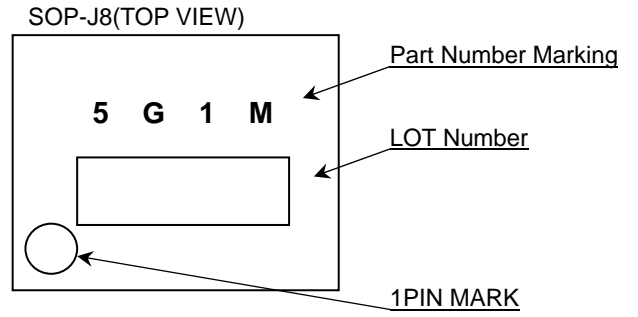 SOP-J8(TOP VIEW)
Part Number Marking
5 G 1 M
LOT Number
1PIN MARK